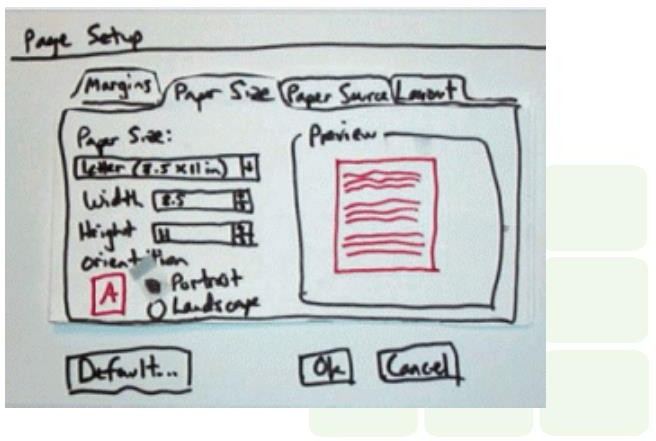 Page Setup
Margins Paper Size Paper Source Layout
Paper Size:
Letter (8.5 x 11 in)
Width 8.5
Height 11
orientition
A
Portrait
Landscape
Preview
Default... Ok Cancel